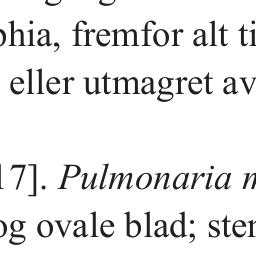 phia, fremfor alt ti
eller utmagret av
17]. Pulmonaria m
og ovale blad; ster